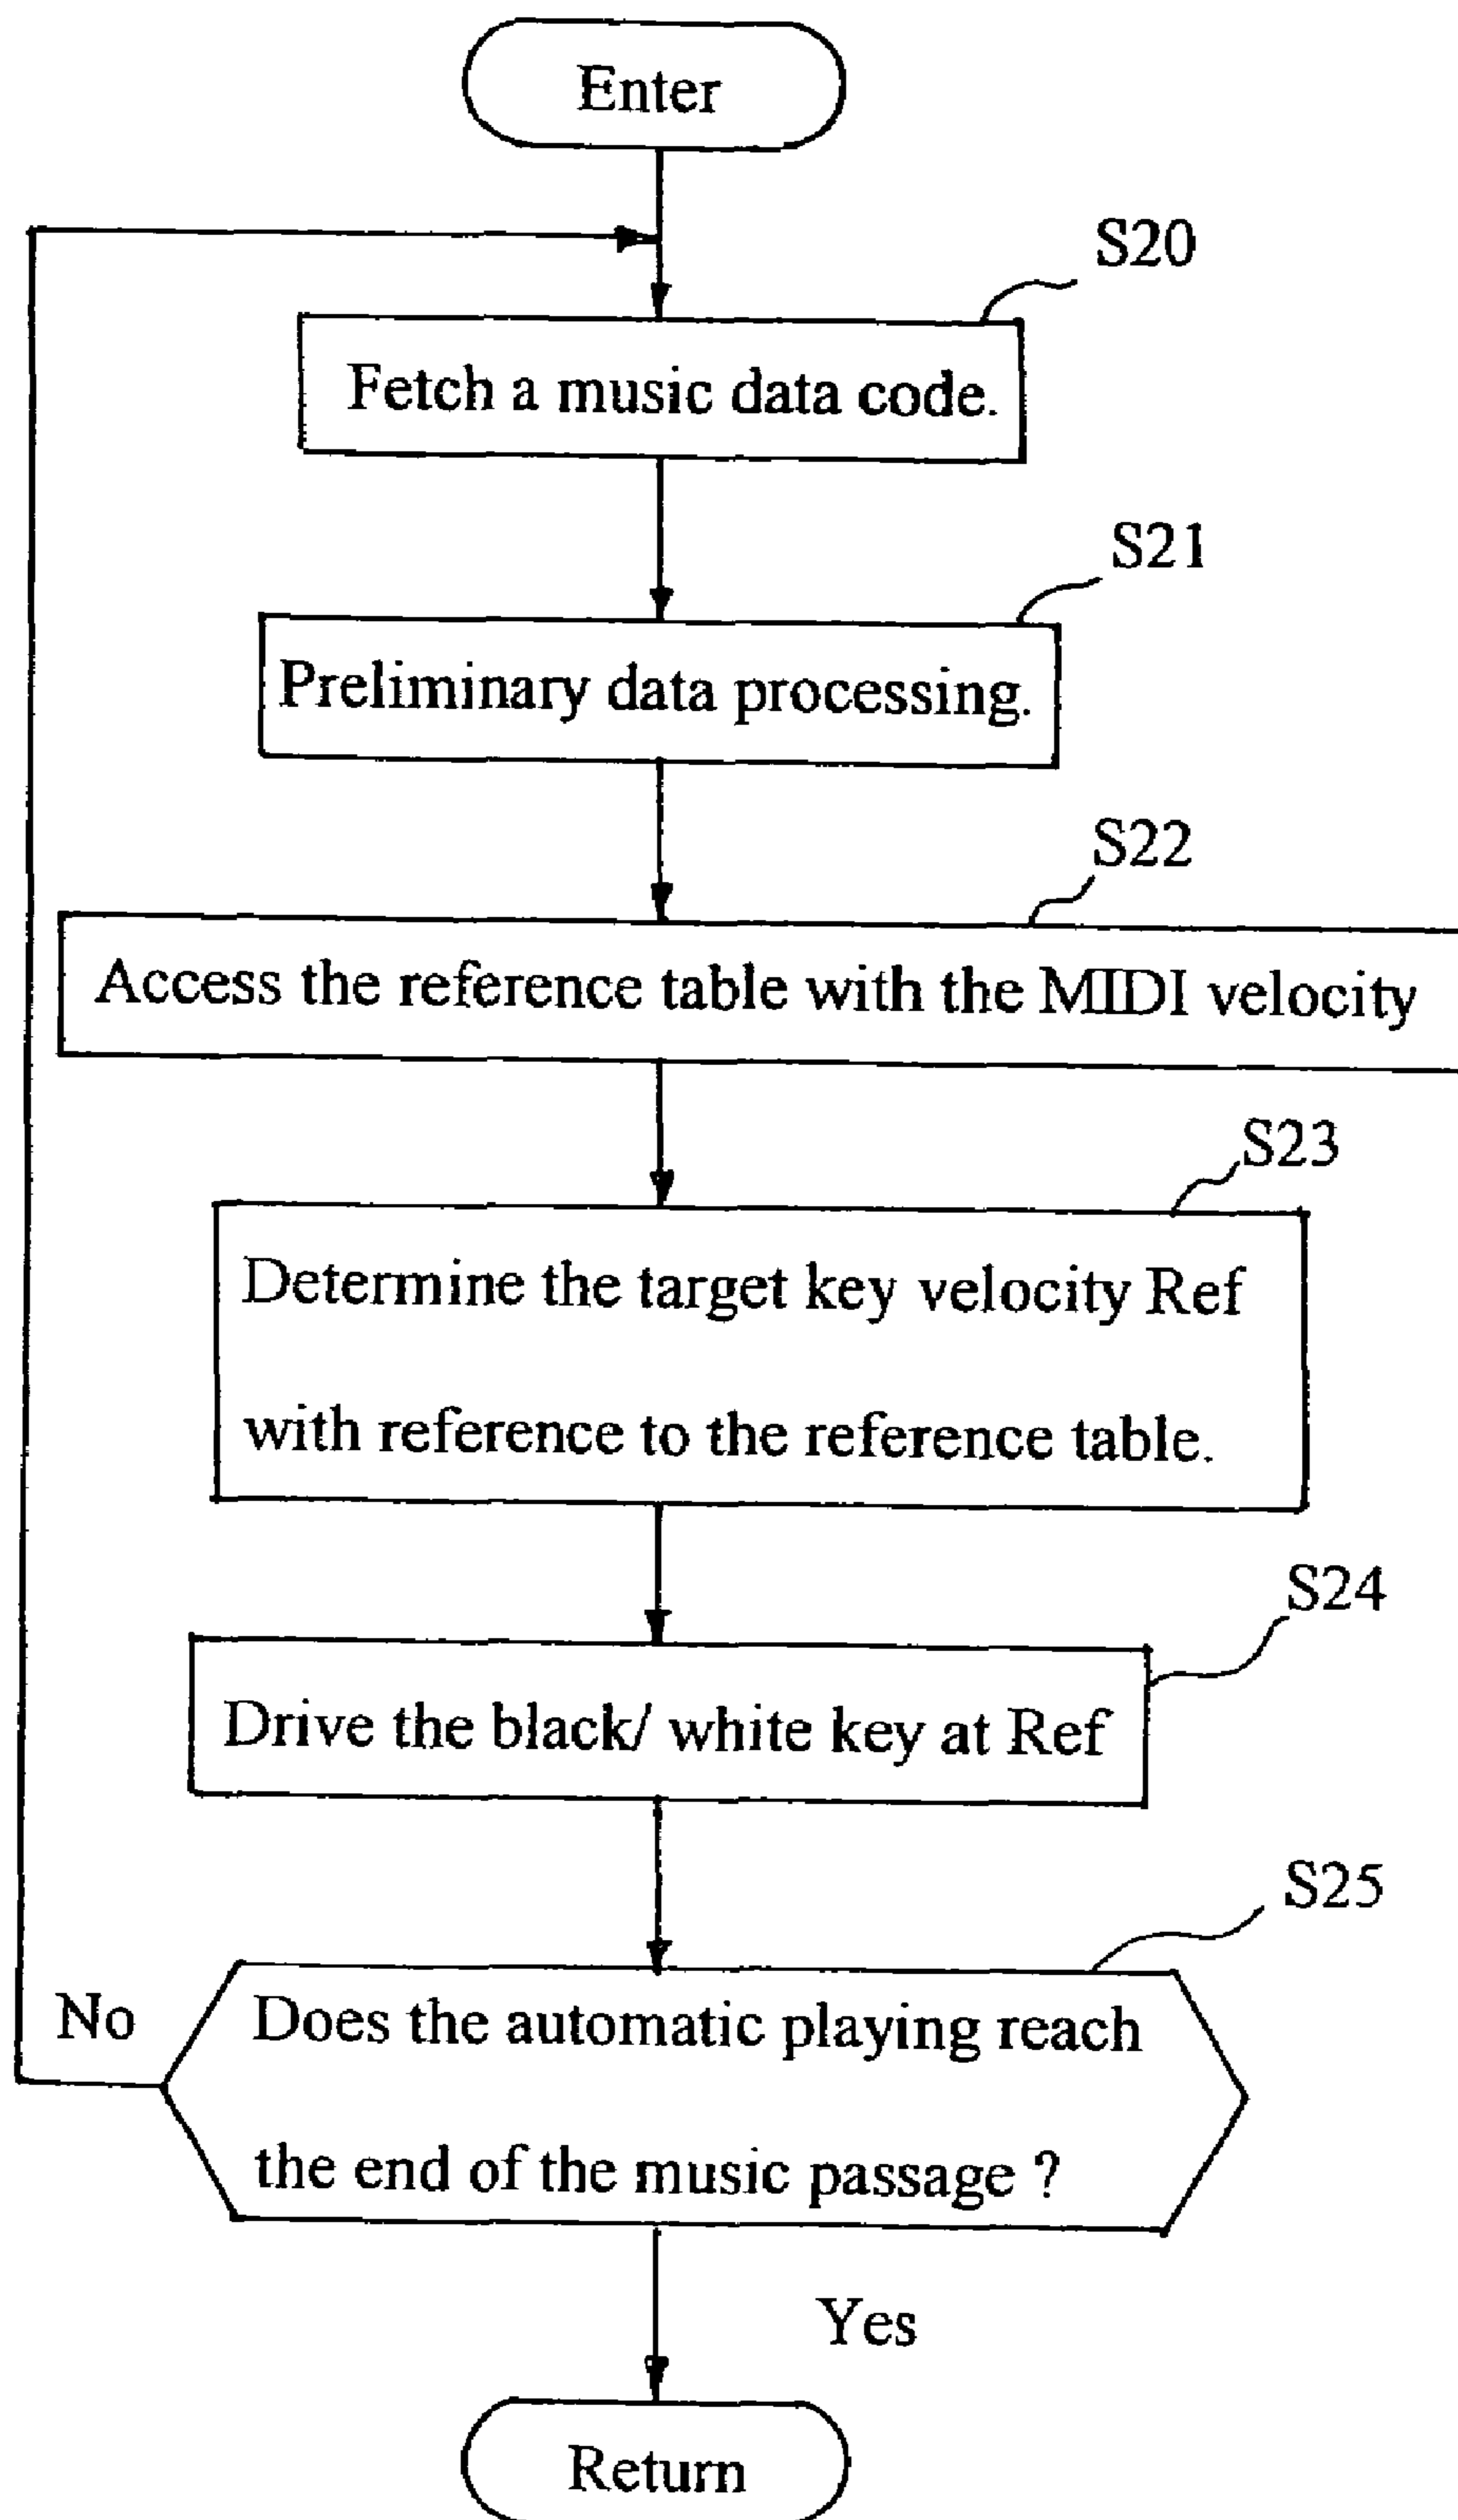 Enter
S20
Fetch a music data code.
S21
Preliminary data processing.
S22
Access the reference table with the MIDI velocity
S23
Determine the target key velocity Ref
with reference to the reference table.
S24
Drive the black/ white key at Ref
S25
No
Does the automatic playing reach
the end of the music passage ?
Yes
Return